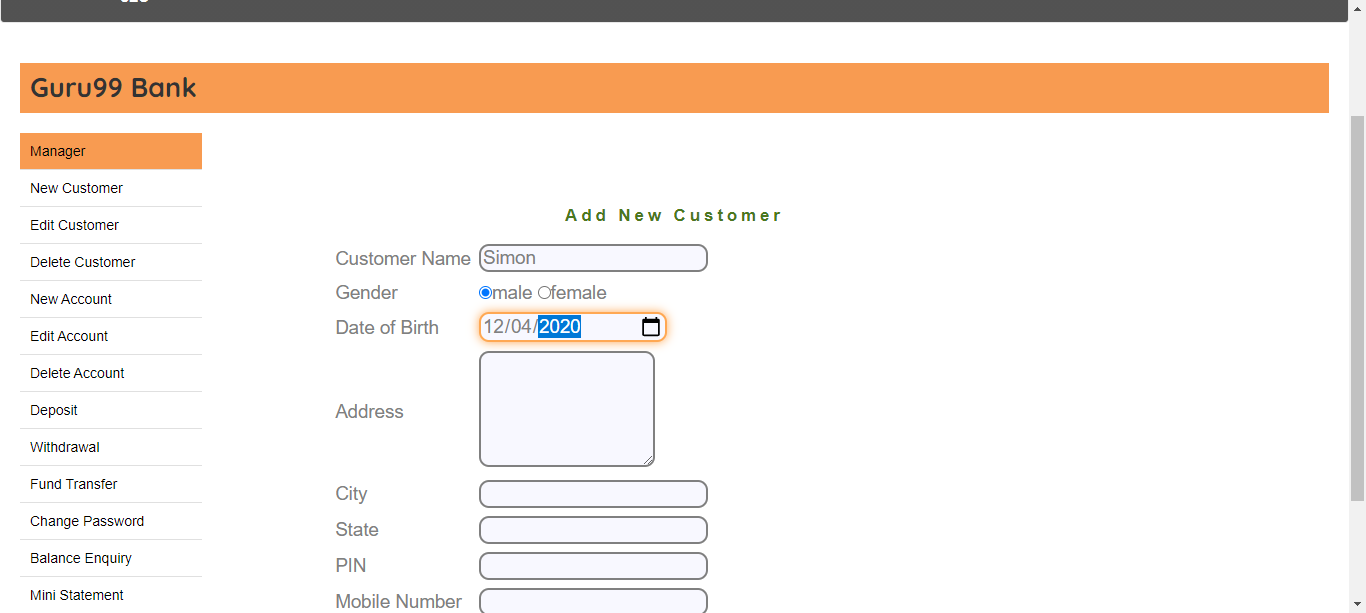 Guru99 Bank
Manager
New Customer
Edit Customer
Delete Customer
New Account
Edit Account
Delete Account
Deposit
Withdrawal
Fund Transfer
Change Password
Balance Enquiry
Mini Statement
Add New Customer
Customer Name Simon
Gender male female
Date of Birth 12/04/2020
Address
City
State
PIN
Mobile Number